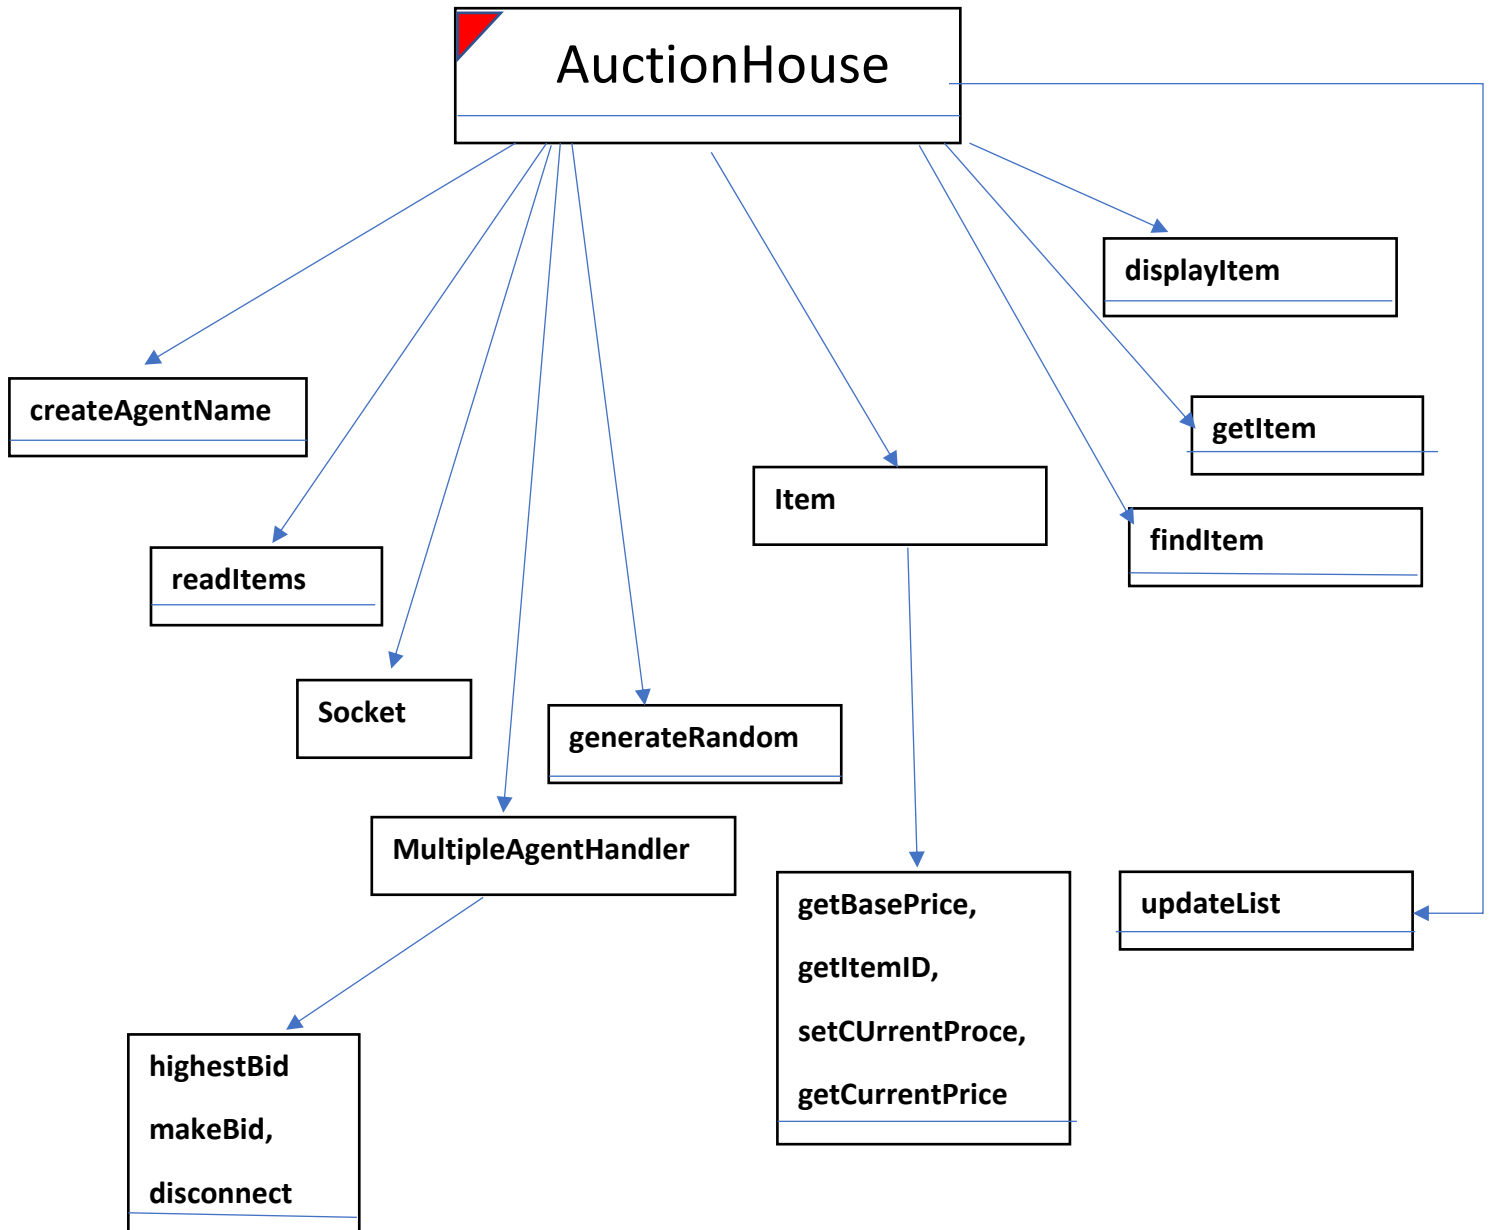 AuctionHouse
displayItem
createAgentName
getItem
Item
findItem
readItems
Socket
generateRandom
MultipleAgentHandler
getBasePrice,
getItemID,
setCUrrentProce,
getCurrentPrice
updateList
highestBid
makeBid,
disconnect